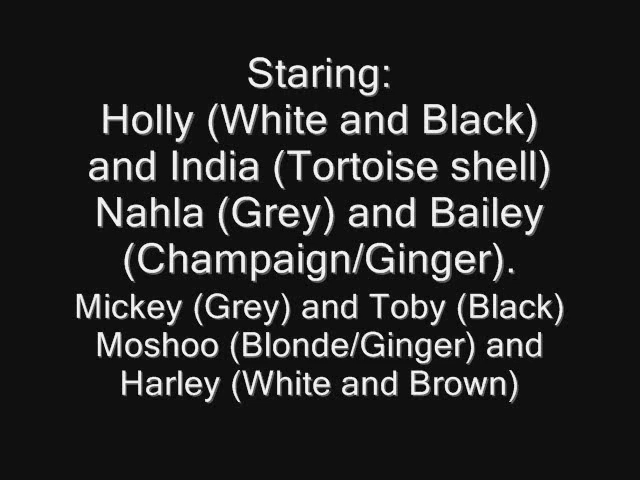 Staring:
Holly (White and Black)
and India (Tortoise shell)
Nahla (Grey) and Bailey
(Champaign/Ginger).
Mickey (Grey) and Toby (Black)
Moshoo (Blonde/Ginger) and
Harley (White and Brown)